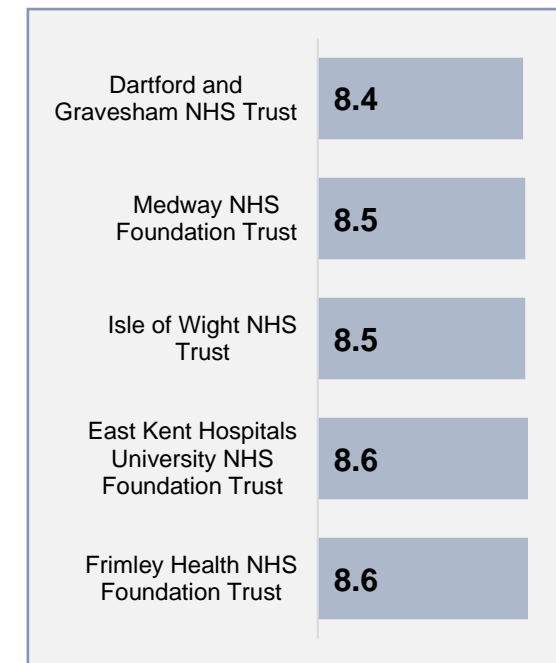 Dartford and
Gravesham NHS Trust
8.4
Medway NHS
Foundation Trust
8.5
Isle of Wight NHS
Trust
8.5
East Kent Hospitals
University NHS
Foundation Trust
8.6
Frimley Health NHS
Foundation Trust
8.6